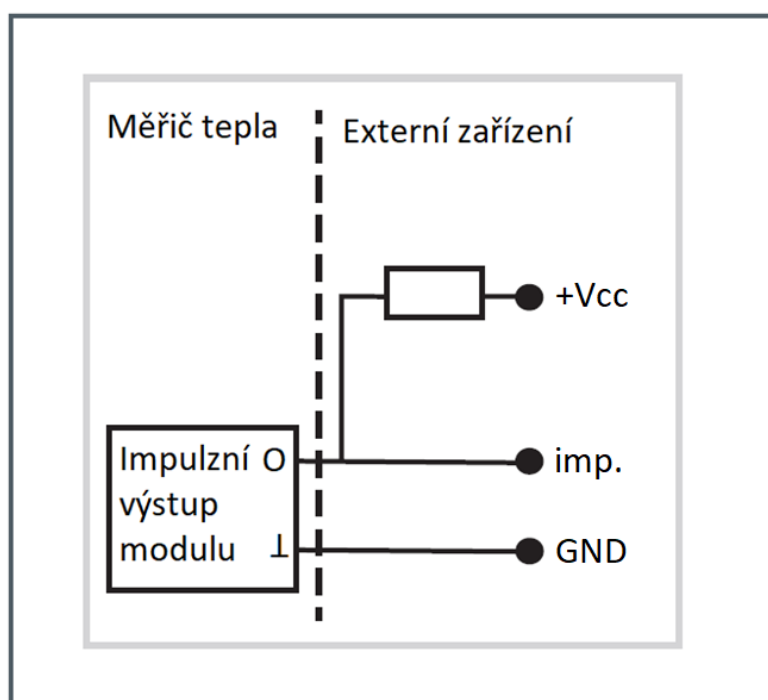 Měřič tepla
Externí zařízení
+Vcc
Impulzní O
výstup
modulu ⊥
imp.
GND